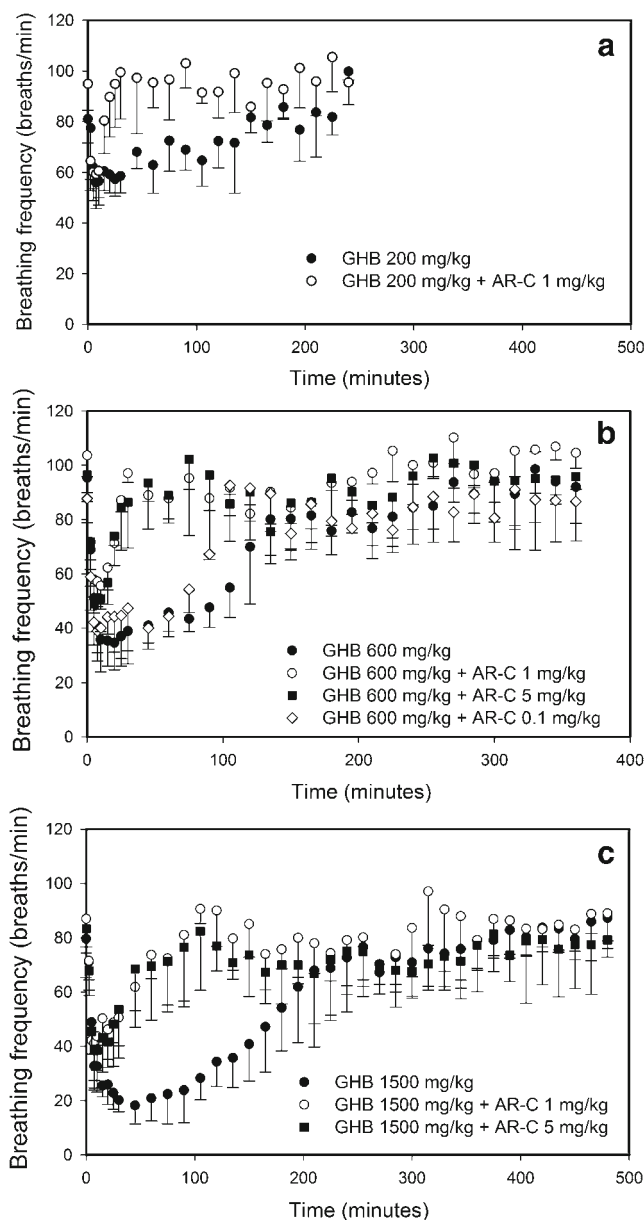 a
Breathing frequency (breaths/min)
120
100
80
60
40
20
0
GHB 200 mg/kg
GHB 200 mg/kg + AR-C 1 mg/kg
0 100 200 300 400 500
Time (minutes)
b
Breathing frequency (breaths/min)
120
100
80
60
40
20
0
GHB 600 mg/kg
GHB 600 mg/kg + AR-C 1 mg/kg
GHB 600 mg/kg + AR-C 5 mg/kg
GHB 600 mg/kg + AR-C 0.1 mg/kg
0 100 200 300 400
Time (minutes)
c
Breathing frequency (breaths/min)
120
100
80
60
40
20
0
GHB 1500 mg/kg
GHB 1500 mg/kg + AR-C 1 mg/kg
GHB 1500 mg/kg + AR-C 5 mg/kg
0 100 200 300 400 500
Time (minutes)